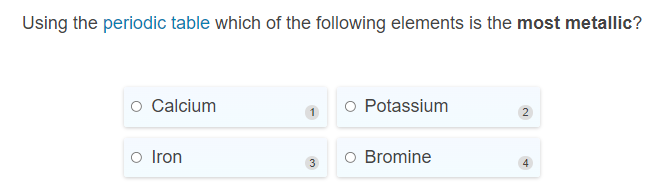 Using the periodic table which of the following elements is the most metallic?
Calcium 1 Potassium 2
Iron 3 Bromine 4